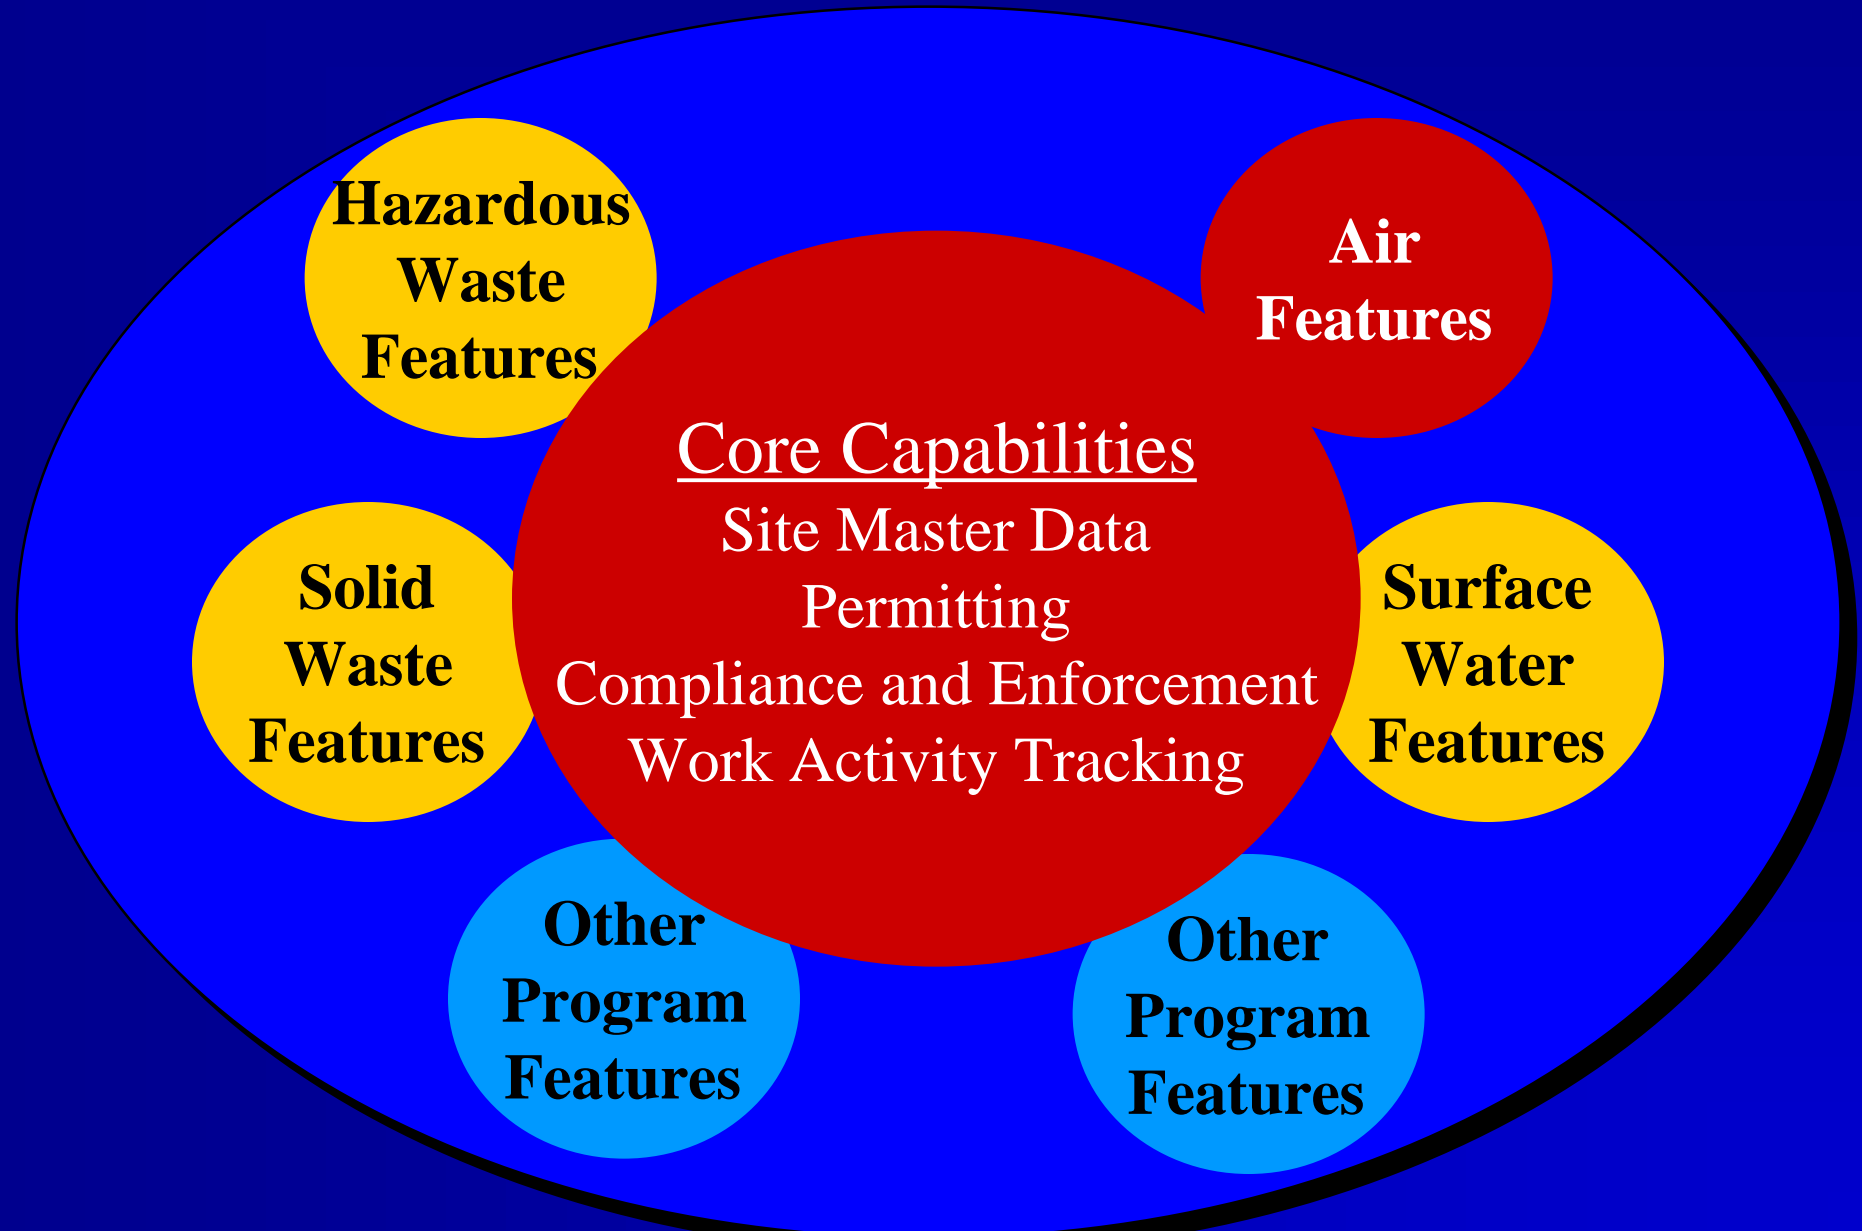 Hazardous
Waste
Features
Air
Features
Core Capabilities
Site Master Data
Permitting
Compliance and Enforcement
Work Activity Tracking
Solid
Waste
Features
Surface
Water
Features
Other
Program
Features
Other
Program
Features